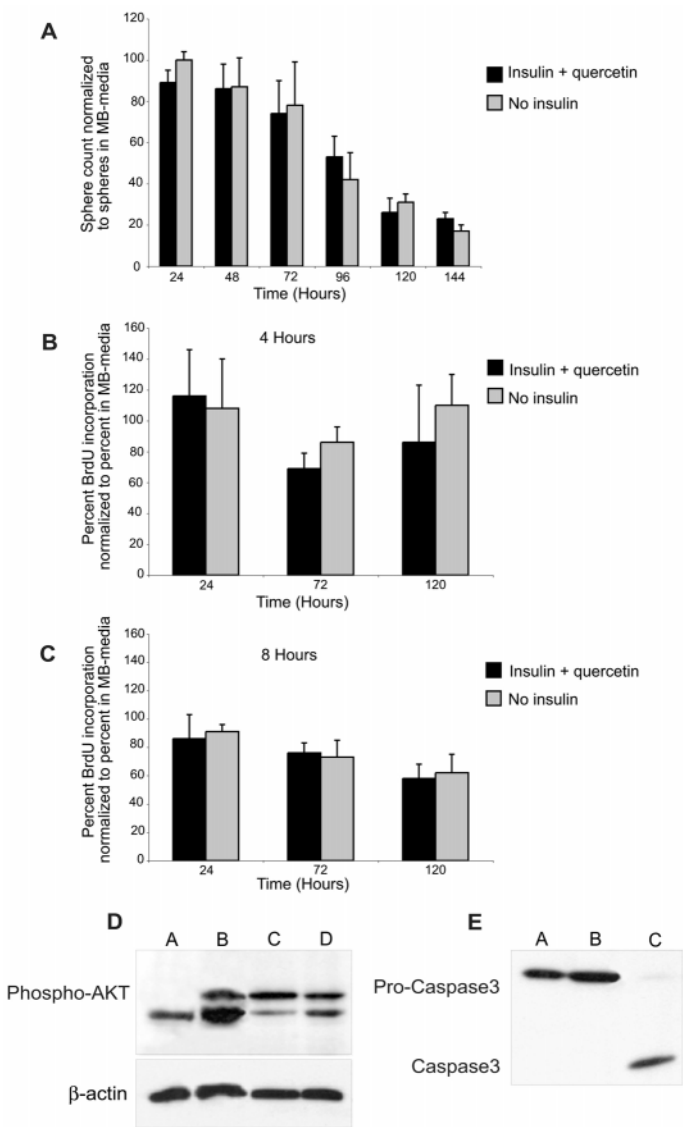 A
Sphere count normalized
to spheres in MB-media
120
100
80
60
40
20
0
24 48 72 96 120 144
Time (Hours)
Insulin + quercetin
No insulin
B
4 Hours
Percent BrdU incorporation
normalized to percent in MB-media
160
140
120
100
80
60
40
20
0
24 72 120
Time (Hours)
Insulin + quercetin
No insulin
C
8 Hours
Percent BrdU incorporation
normalized to percent in MB-media
160
140
120
100
80
60
40
20
0
24 72 120
Time (Hours)
Insulin + quercetin
No insulin
D
A B C D
Phospho-AKT
β-actin
E
A B C
Pro-Caspase3
Caspase3